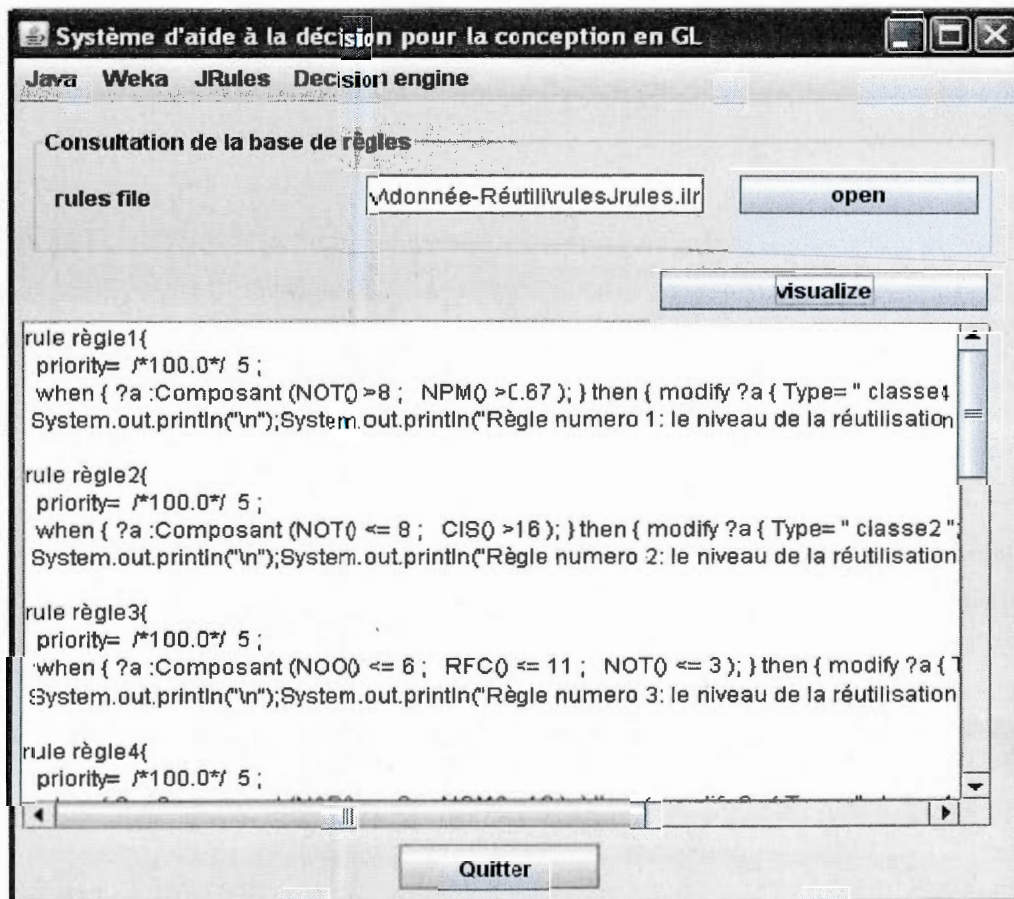 Système d'aide à la décision pour la conception en GL
Java Weka JRules Decision engine
Consultation de la base de règles
rules file
\donnée-Réutili\rulesJrules.ilr
open
visualize
rule règle1{
priority= /*100.0*/ 5 ;
when { ?a :Composant (NOT() >8 ; NPM() >0.67 ); } then { modify ?a { Type= " classe4
System.out.println("\n");System.out.println("Règle numero 1: le niveau de la réutilisation
rule règle2{
priority= /*100.0*/ 5 ;
when { ?a :Composant (NOT() <= 8 ; CIS() >16 ); } then { modify ?a { Type= " classe2 ";
System.out.println("\n");System.out.println("Règle numero 2: le niveau de la réutilisation
rule règle3{
priority= /*100.0*/ 5 ;
when { ?a :Composant (NOO() <= 6 ; RFC() <= 11 ; NOT() <= 3 ); } then { modify ?a { T
System.out.println("\n");System.out.println("Règle numero 3: le niveau de la réutilisation
rule règle4{
priority= /*100.0*/ 5 ;
Quitter